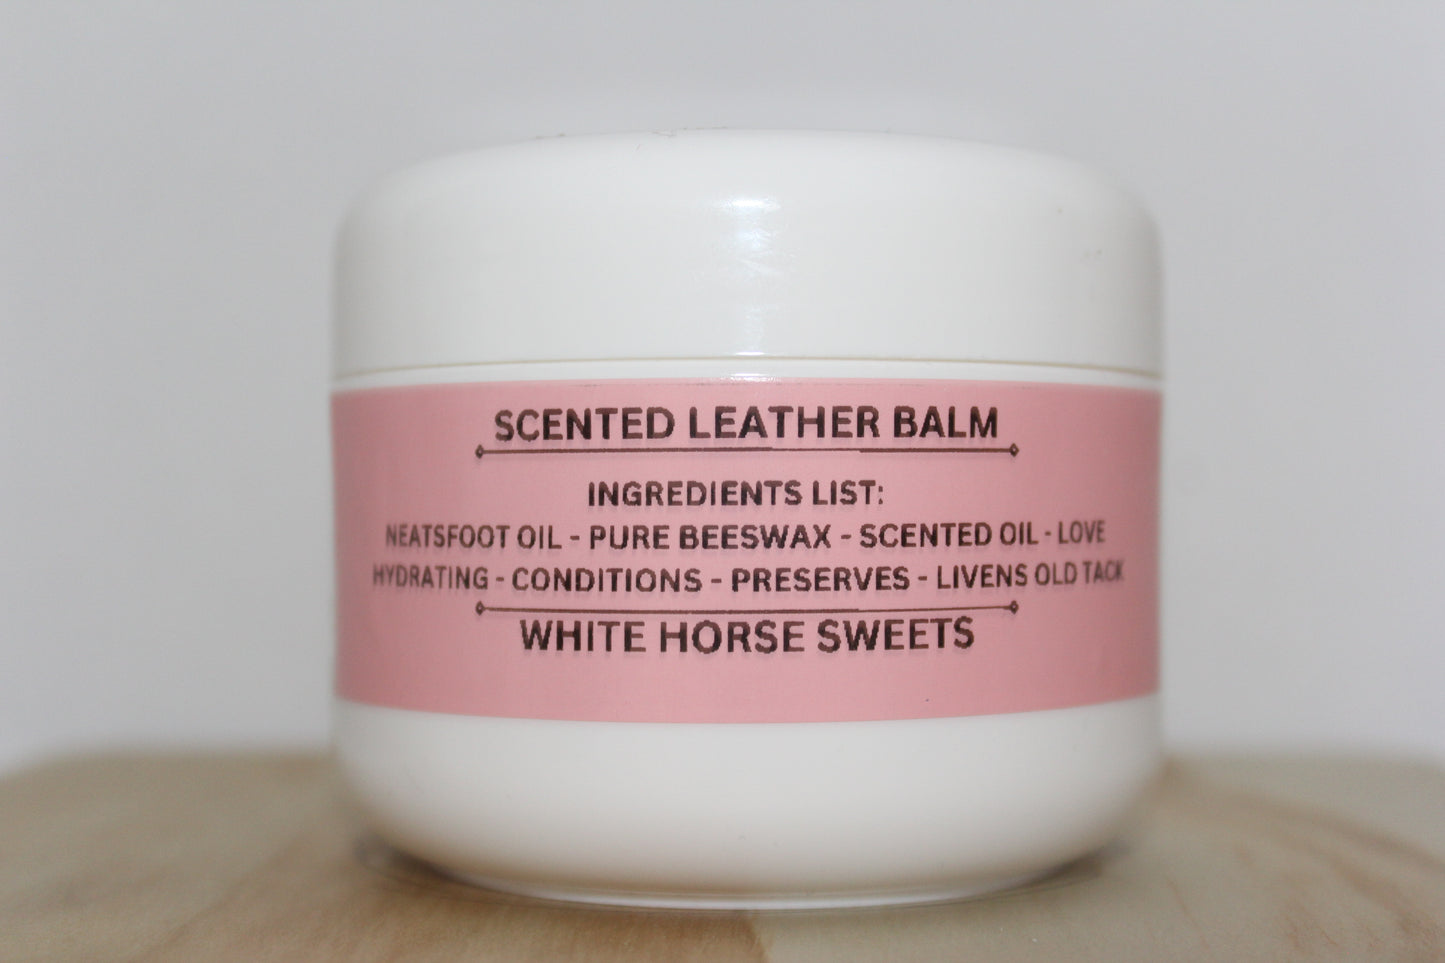 SCENTED LEATHER BALM
INGREDIENTS LIST:
NEATSFOOT OIL - PURE BEESWAX - SCENTED OIL - LOVE
HYDRATING - CONDITIONS - PRESERVES - LIVENS OLD TACK
WHITE HORSE SWEETS